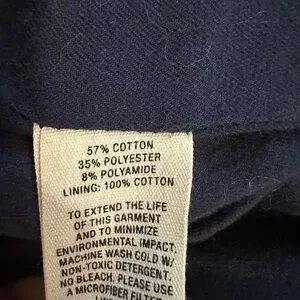 57% COTTON
35% POLYESTER
8% POLYAMIDE
LINING: 100% COTTON
TO EXTEND THE LIFE
OF THIS GARMENT
AND TO MINIMIZE
ENVIRONMENTAL IMPACT,
MACHINE WASH COLD W/
NON-TOXIC DETERGENT.
NO BLEACH. PLEASE USE
A MICROFIBER FILTER